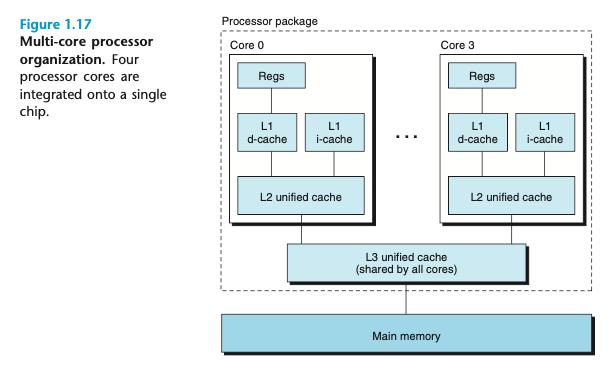 Figure 1.17
Multi-core processor
organization. Four
processor cores are
integrated onto a single
chip.
Processor package
Core 0
Core 3
Regs
Regs
L1
d-cache
L1
i-cache
...
L1
d-cache
L1
i-cache
L2 unified cache
L2 unified cache
L3 unified cache
(shared by all cores)
Main memory